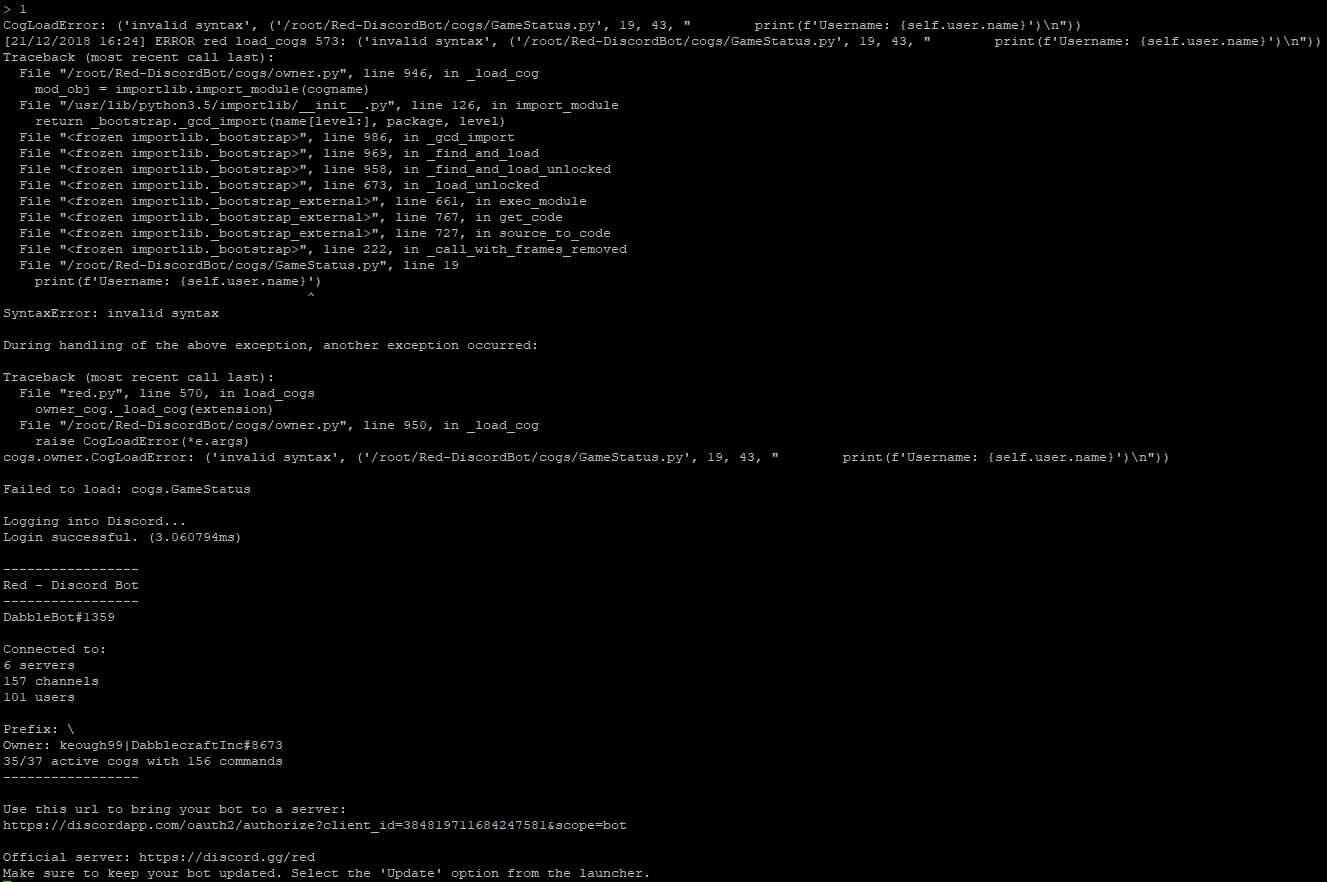 > 1
CogLoadError: ('invalid syntax', ('/root/Red-DiscordBot/cogs/GameStatus.py', 19, 43, "        print(f'Username: {self.user.name}')\n"))
[21/12/2018 16:24] ERROR red load_cogs 573: ('invalid syntax', ('/root/Red-DiscordBot/cogs/GameStatus.py', 19, 43, "        print(f'Username: {self.user.name}')\n"))
Traceback (most recent call last):
  File "/root/Red-DiscordBot/cogs/owner.py", line 946, in _load_cog
    mod_obj = importlib.import_module(cogname)
  File "/usr/lib/python3.5/importlib/__init__.py", line 126, in import_module
    return _bootstrap._gcd_import(name[level:], package, level)
  File "<frozen importlib._bootstrap>", line 986, in _gcd_import
  File "<frozen importlib._bootstrap>", line 969, in _find_and_load
  File "<frozen importlib._bootstrap>", line 958, in _find_and_load_unlocked
  File "<frozen importlib._bootstrap>", line 673, in _load_unlocked
  File "<frozen importlib._bootstrap_external>", line 661, in exec_module
  File "<frozen importlib._bootstrap_external>", line 767, in get_code
  File "<frozen importlib._bootstrap_external>", line 727, in source_to_code
  File "<frozen importlib._bootstrap>", line 222, in _call_with_frames_removed
  File "/root/Red-DiscordBot/cogs/GameStatus.py", line 19
    print(f'Username: {self.user.name}')
                                      ^
SyntaxError: invalid syntax

During handling of the above exception, another exception occurred:

Traceback (most recent call last):
  File "red.py", line 570, in load_cogs
    owner_cog._load_cog(extension)
  File "/root/Red-DiscordBot/cogs/owner.py", line 950, in _load_cog
    raise CogLoadError(*e.args)
cogs.owner.CogLoadError: ('invalid syntax', ('/root/Red-DiscordBot/cogs/GameStatus.py', 19, 43, "        print(f'Username: {self.user.name}')\n"))

Failed to load: cogs.GameStatus

Logging into Discord...
Login successful. (3.060794ms)

-----------------
Red - Discord Bot
-----------------
DabbleBot#1359

Connected to:
6 servers
157 channels
101 users

Prefix: \
Owner: keough99|DabblecraftInc#8673
35/37 active cogs with 156 commands
-----------------

Use this url to bring your bot to a server:
https://discordapp.com/oauth2/authorize?client_id=384819711684247581&scope=bot

Official server: https://discord.gg/red
Make sure to keep your bot updated. Select the 'Update' option from the launcher.